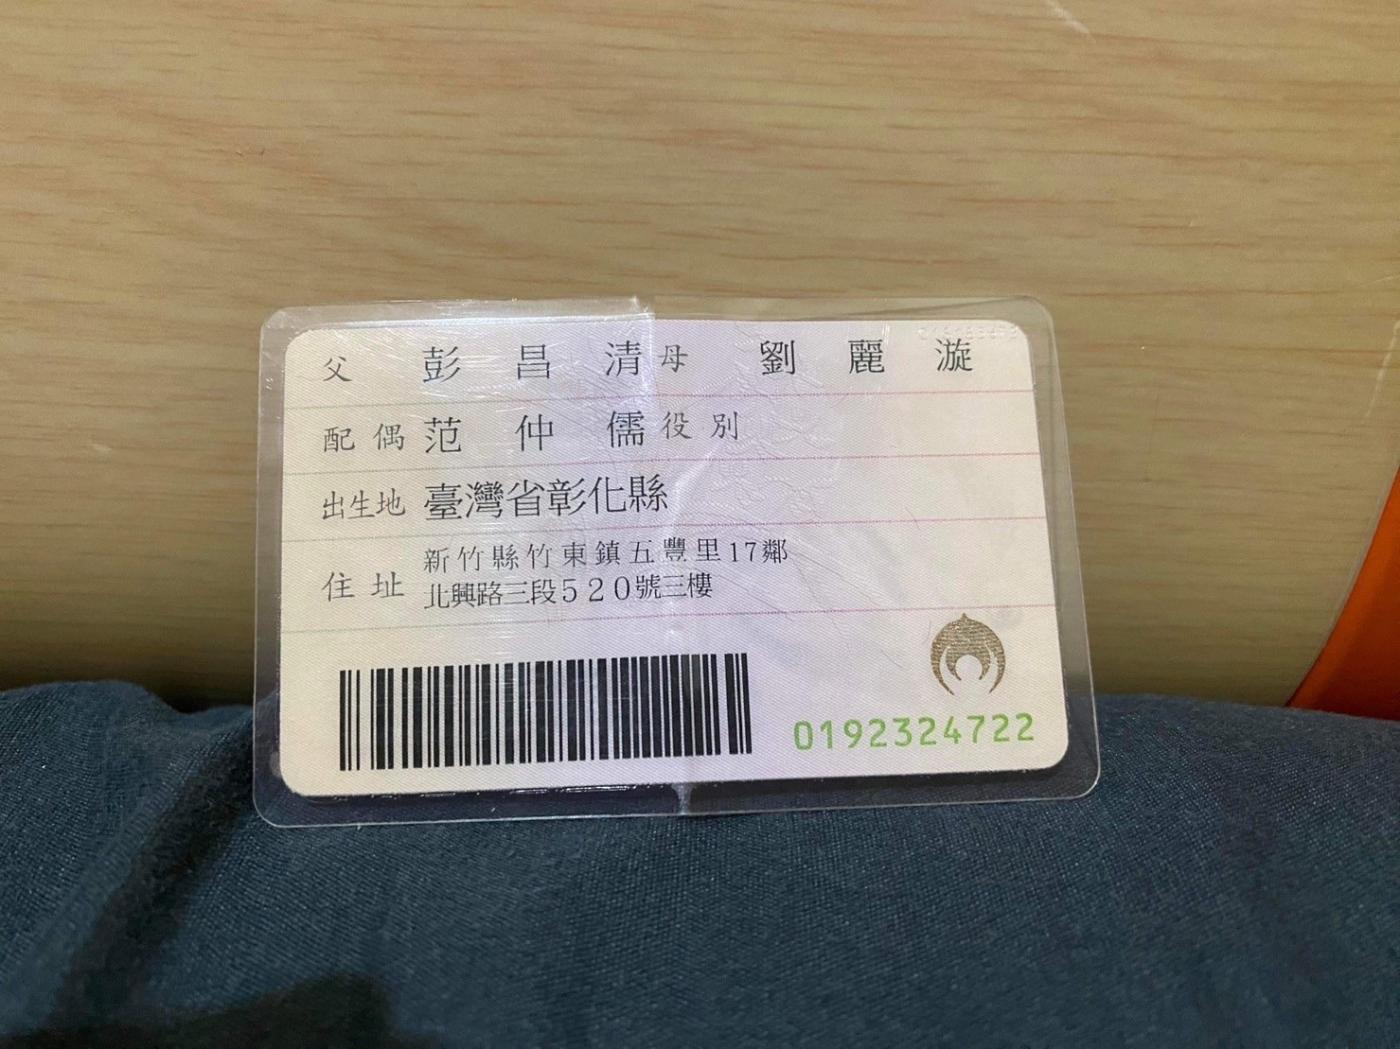 父 彭昌清 母 劉麗漩
配偶 范仲儒 役別
出生地 臺灣省彰化縣
住址 新竹縣竹東鎮五豐里17鄰
北興路三段520號三樓
0192324722